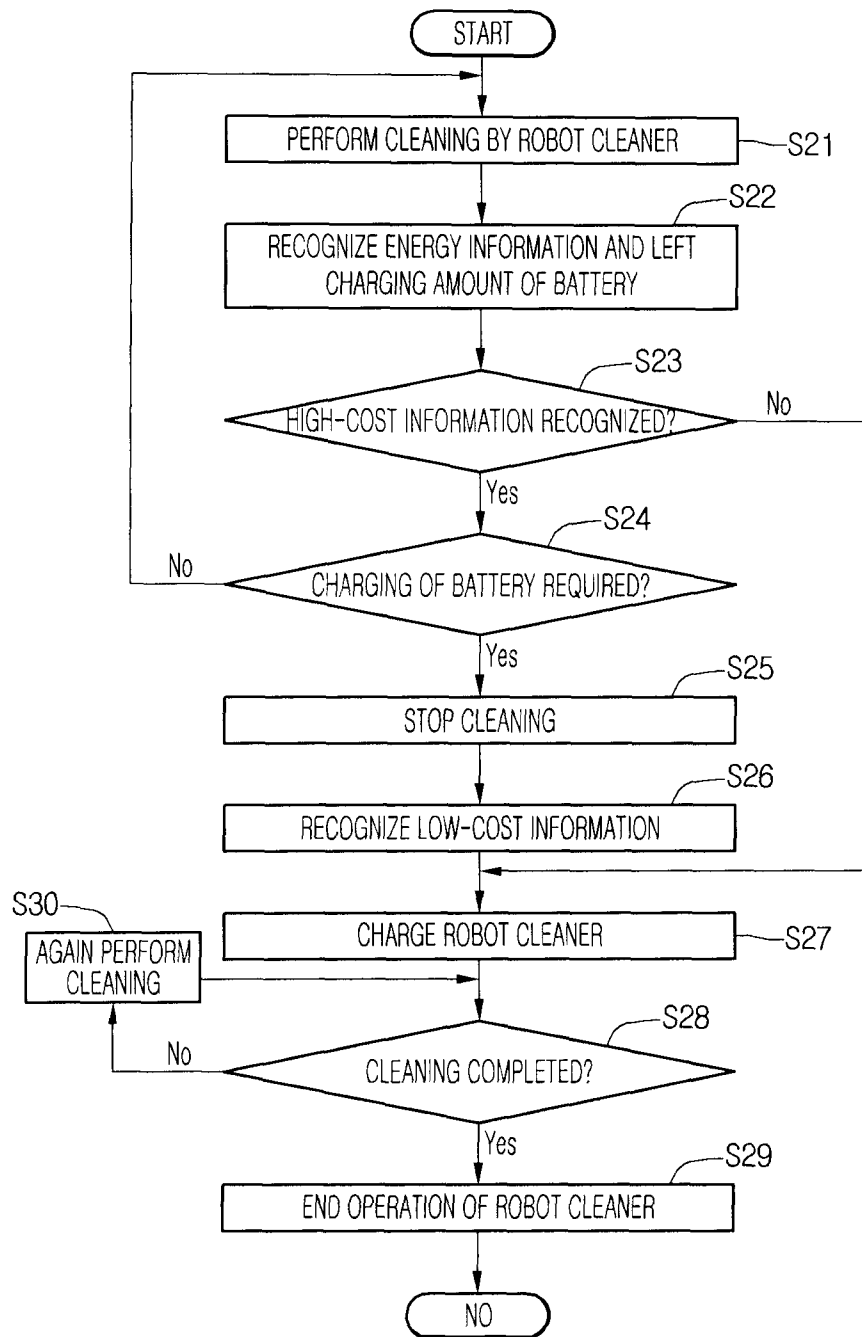 START
PERFORM CLEANING BY ROBOT CLEANER
S21
S22
RECOGNIZE ENERGY INFORMATION AND LEFT
CHARGING AMOUNT OF BATTERY
S23
HIGH-COST INFORMATION RECOGNIZED?
No
Yes
S24
No
CHARGING OF BATTERY REQUIRED?
Yes
S25
STOP CLEANING
S26
RECOGNIZE LOW-COST INFORMATION
S30
AGAIN PERFORM
CLEANING
CHARGE ROBOT CLEANER
S27
S28
No
CLEANING COMPLETED?
Yes
S29
END OPERATION OF ROBOT CLEANER
NO